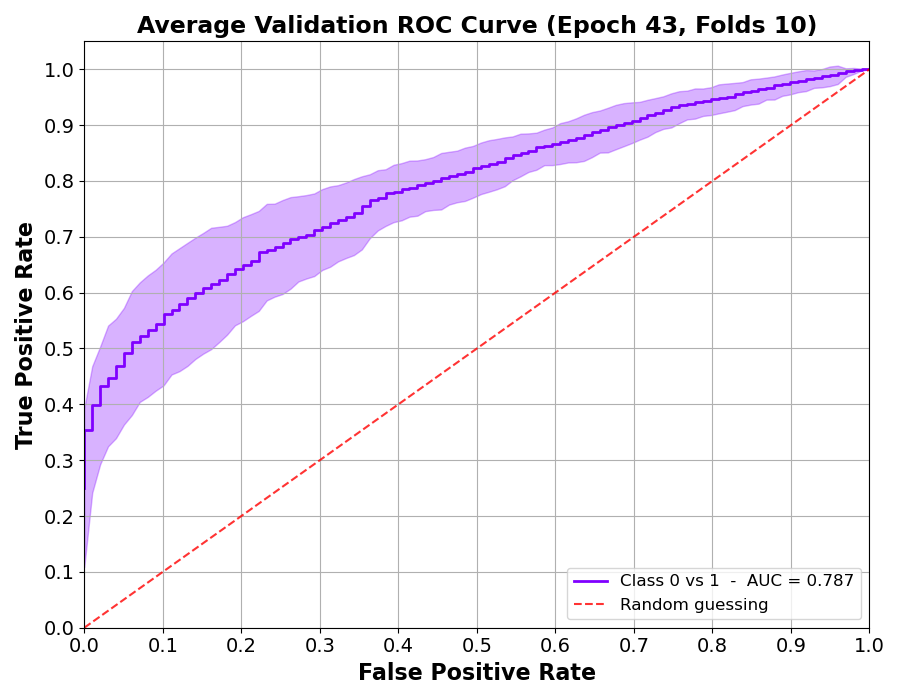 Average Validation ROC Curve (Epoch 43, Folds 10)
True Positive Rate
1.0
0.9
0.8
0.7
0.6
0.5
0.4
0.3
0.2
0.1
0.0
Class 0 vs 1 - AUC = 0.787
Random guessing
0.0 0.1 0.2 0.3 0.4 0.5 0.6 0.7 0.8 0.9 1.0
False Positive Rate